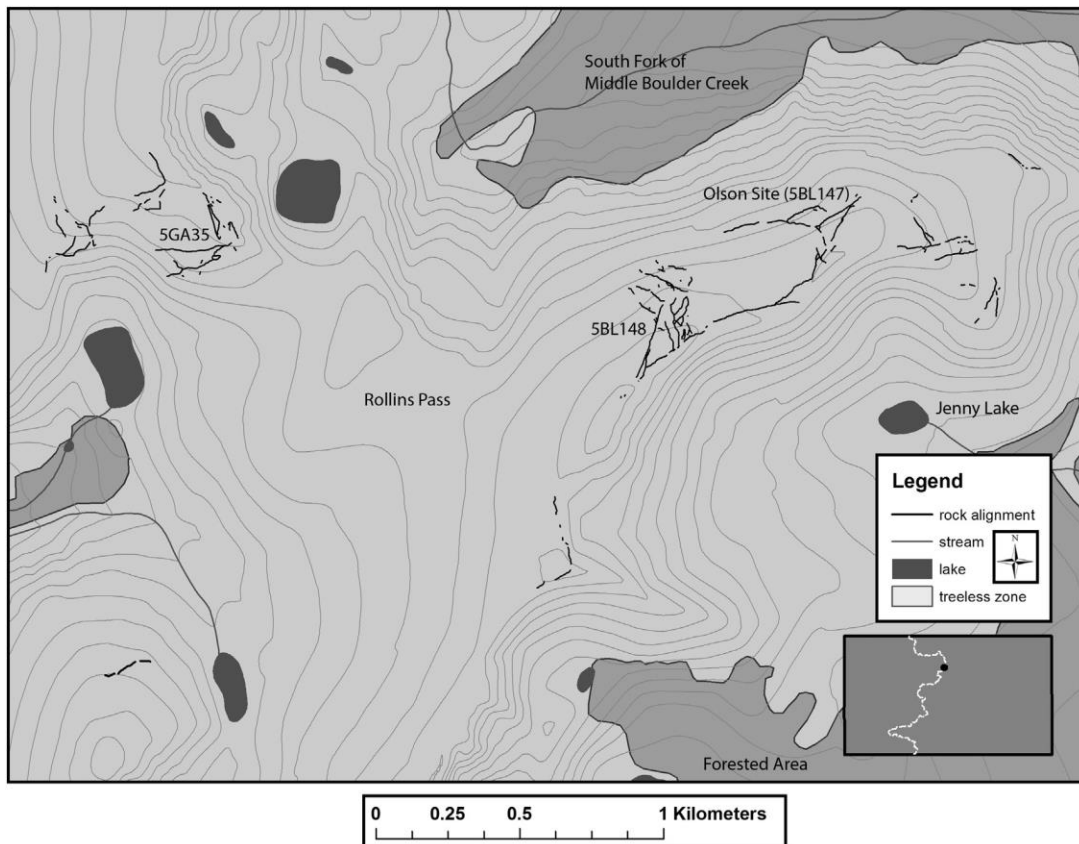 South Fork of
Middle Boulder Creek
Olson Site (5BL147)
5GA35
5BL148
Rollins Pass
Jenny Lake
Legend
rock alignment
stream
N
lake
treeless zone
Forested Area
0 0.25 0.5 1 Kilometers